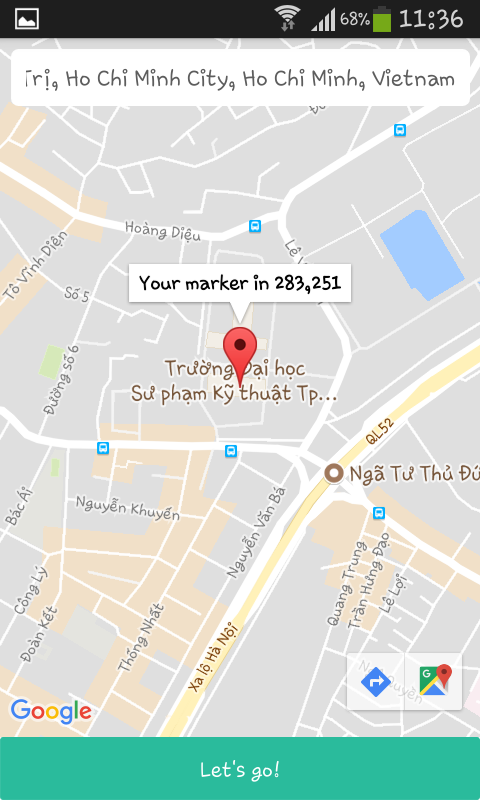 68% 11:36
Trị, Ho Chi Minh City, Ho Chi Minh, Vietnam
Hoàng Diệu
Tô Vĩnh Diện
Số 5
Your marker in 283,251
Đường số 6
Trường Đại học
Sư phạm Kỹ thuật Tp...
QL52
Ngã Tư Thủ Đứ
Bác Ái
Nguyễn Khuyến
Nguyễn Văn Bá
Công Lý
Đoàn Kết
Thống Nhất
Quang Trung
Trần Hưng Đạo
Lê Lợi
Xa lộ Hà Nội
Google
G
Let's go!